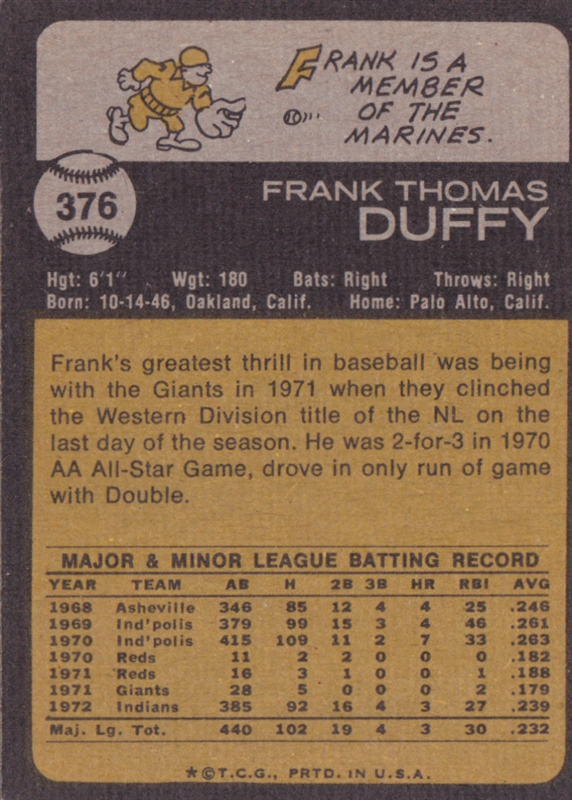 FRANK IS A
MEMBER
OF THE
MARINES.
376
FRANK THOMAS
DUFFY
Hgt: 6'1" Wgt: 180 Bats: Right Throws: Right
Born: 10-14-46, Oakland, Calif. Home: Palo Alto, Calif.
Frank's greatest thrill in baseball was being
with the Giants in 1971 when they clinched
the Western Division title of the NL on the
last day of the season. He was 2-for-3 in 1970
AA All-Star Game, drove in only run of game
with Double.
MAJOR & MINOR LEAGUE BATTING RECORD
YEAR TEAM AB H 2B 3B HR RBI AVG
1968 Asheville 346 85 12 4 4 25 .246
1969 Ind'polis 379 99 15 3 4 46 .261
1970 Ind'polis 415 109 11 2 7 33 .263
1970 Reds 11 2 2 0 0 0 .182
1971 Reds 16 3 1 0 0 1 .188
1971 Giants 28 5 0 0 0 2 .179
1972 Indians 385 92 16 4 3 27 .239
Maj. Lg. Tot. 440 102 19 4 3 30 .232
*©T.C.G., PRTD. IN U.S.A.